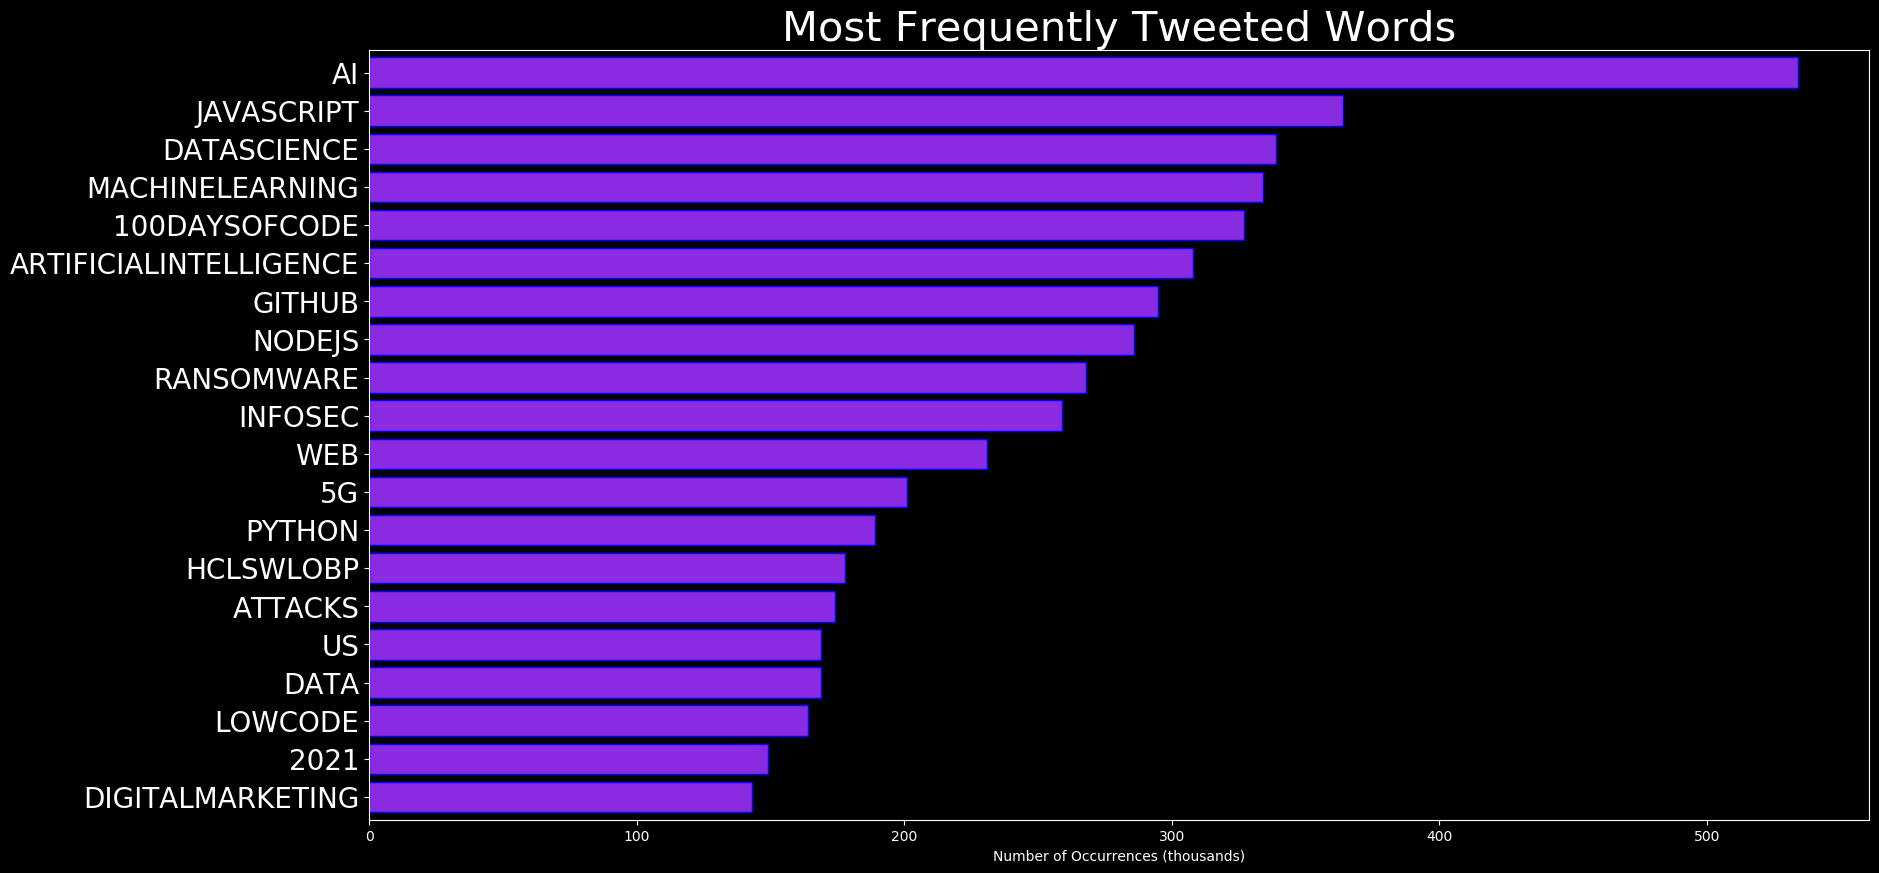 Most Frequently Tweeted Words
AI
JAVASCRIPT
DATASCIENCE
MACHINELEARNING
100DAYSOFCODE
ARTIFICIALINTELLIGENCE
GITHUB
NODEJS
RANSOMWARE
INFOSEC
WEB
5G
PYTHON
HCLSWLOBP
ATTACKS
US
DATA
LOWCODE
2021
DIGITALMARKETING
0 100 200 300 400 500
Number of Occurrences (thousands)